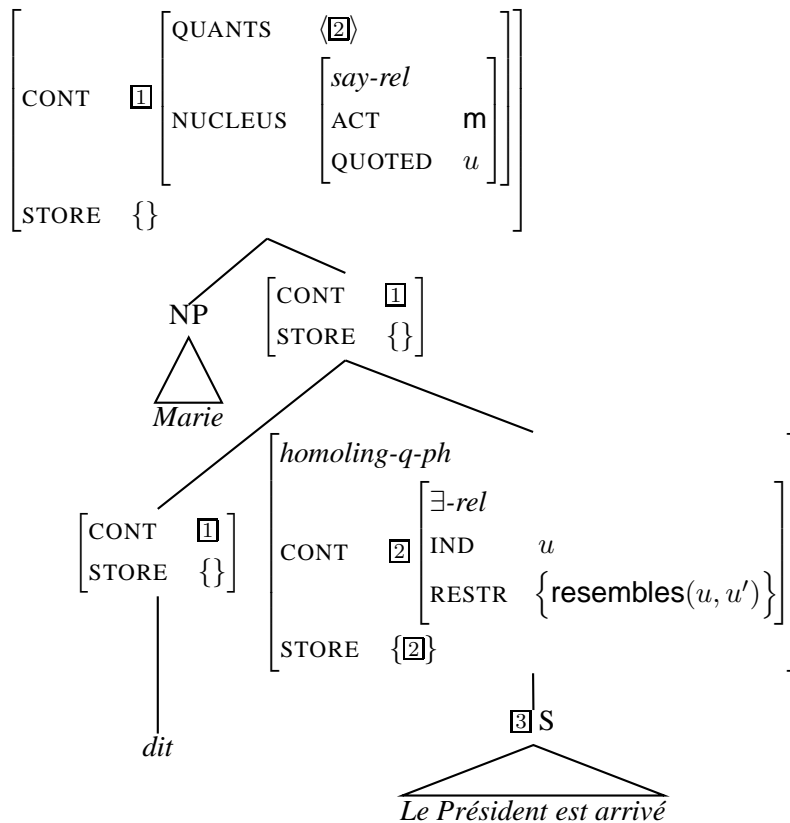 QUANTS ⟨[2]⟩
say-rel
CONT [1] NUCLEUS ACT m
QUOTED u
STORE {}
NP CONT [1]
STORE {}
Marie
homoling-q-ph
∃-rel
CONT [1] CONT [2] IND u
STORE {} RESTR {resembles(u, u′)}
STORE {[2]}
[3] S
dit
Le Président est arrivé